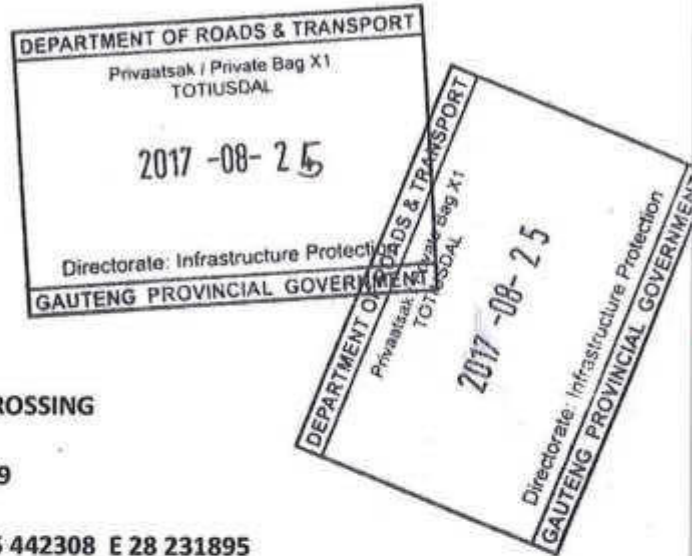 DEPARTMENT OF ROADS & TRANSPORT
Privaatsak / Private Bag X1
TOTIUSDAL
2017 -08- 25
Directorate: Infrastructure Protection
GAUTENG PROVINCIAL GOVERNMENT
DEPARTMENT OF ROADS & TRANSPORT
Privaatsak / Private Bag X1
TOTIUSDAL
2017 -08- 25
Directorate: Infrastructure Protection
GAUTENG PROVINCIAL GOVERNMENT
ROSSING
9
442308 E 28 231895